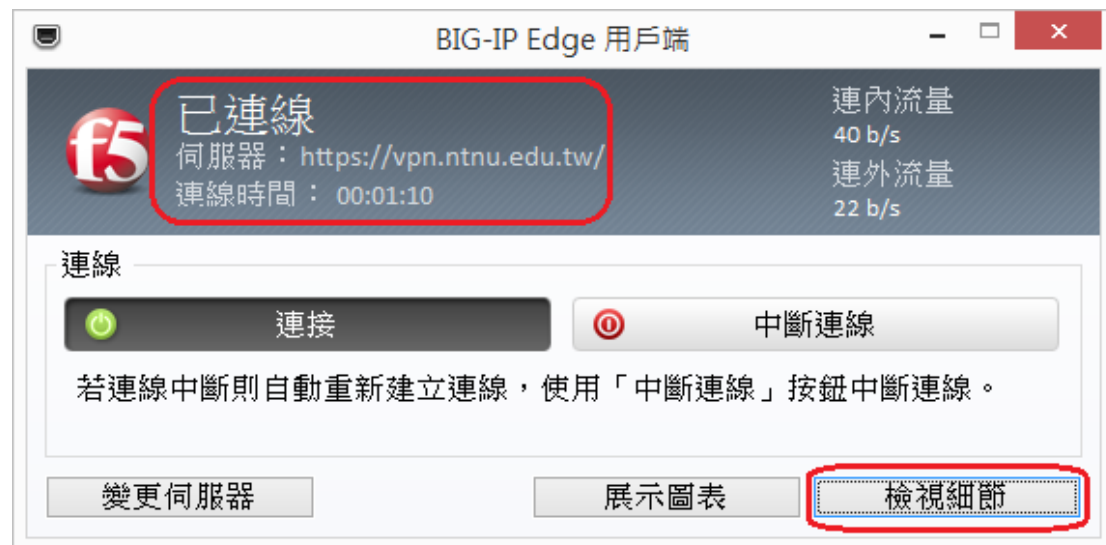 BIG-IP Edge 用戶端
f5
已連線
伺服器：https://vpn.ntnu.edu.tw/
連線時間： 00:01:10
連內流量
40 b/s
連外流量
22 b/s
連線
連接
中斷連線
若連線中斷則自動重新建立連線，使用「中斷連線」按鈕中斷連線。
變更伺服器
展示圖表
檢視細節